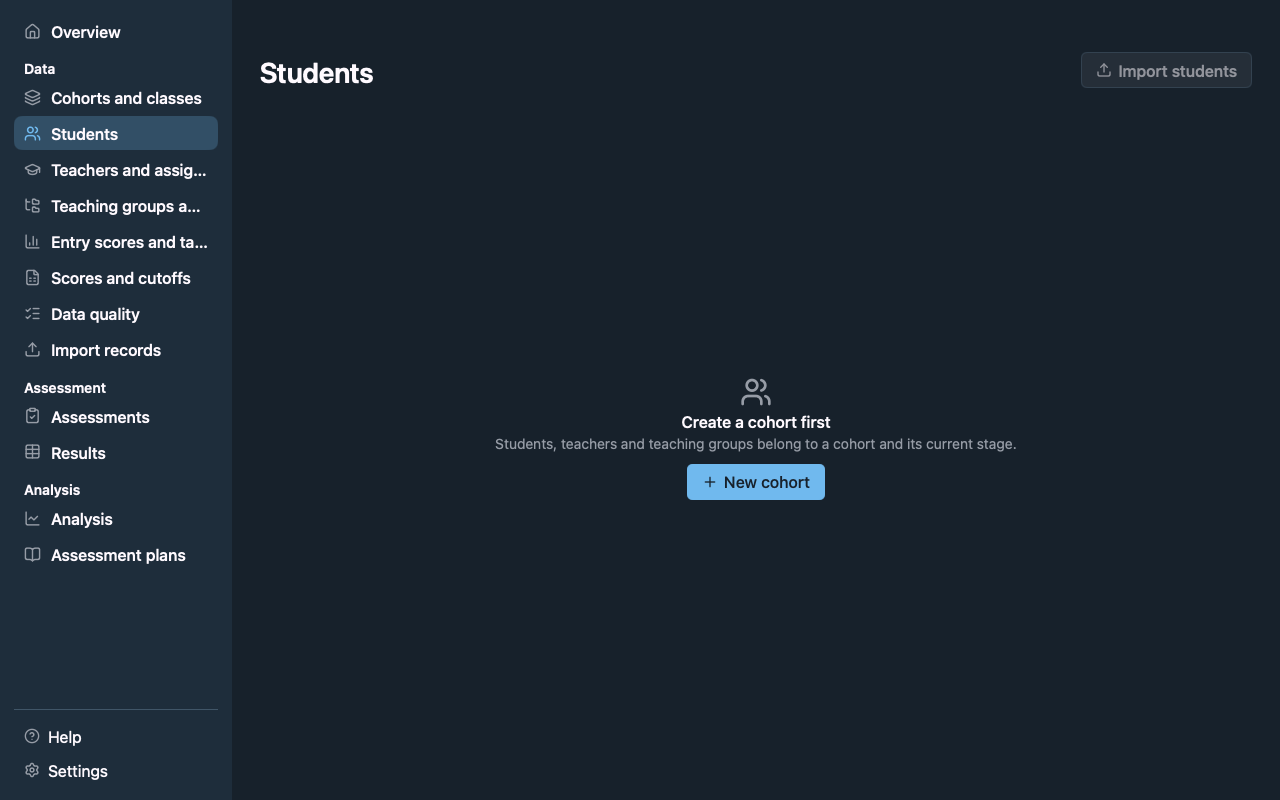 Overview
Data
Cohorts and classes
Students
Teachers and assig...
Teaching groups a...
Entry scores and ta...
Scores and cutoffs
Data quality
Import records
Assessment
Assessments
Results
Analysis
Analysis
Assessment plans
Help
Settings
Students
Import students
Create a cohort first
Students, teachers and teaching groups belong to a cohort and its current stage.
New cohort